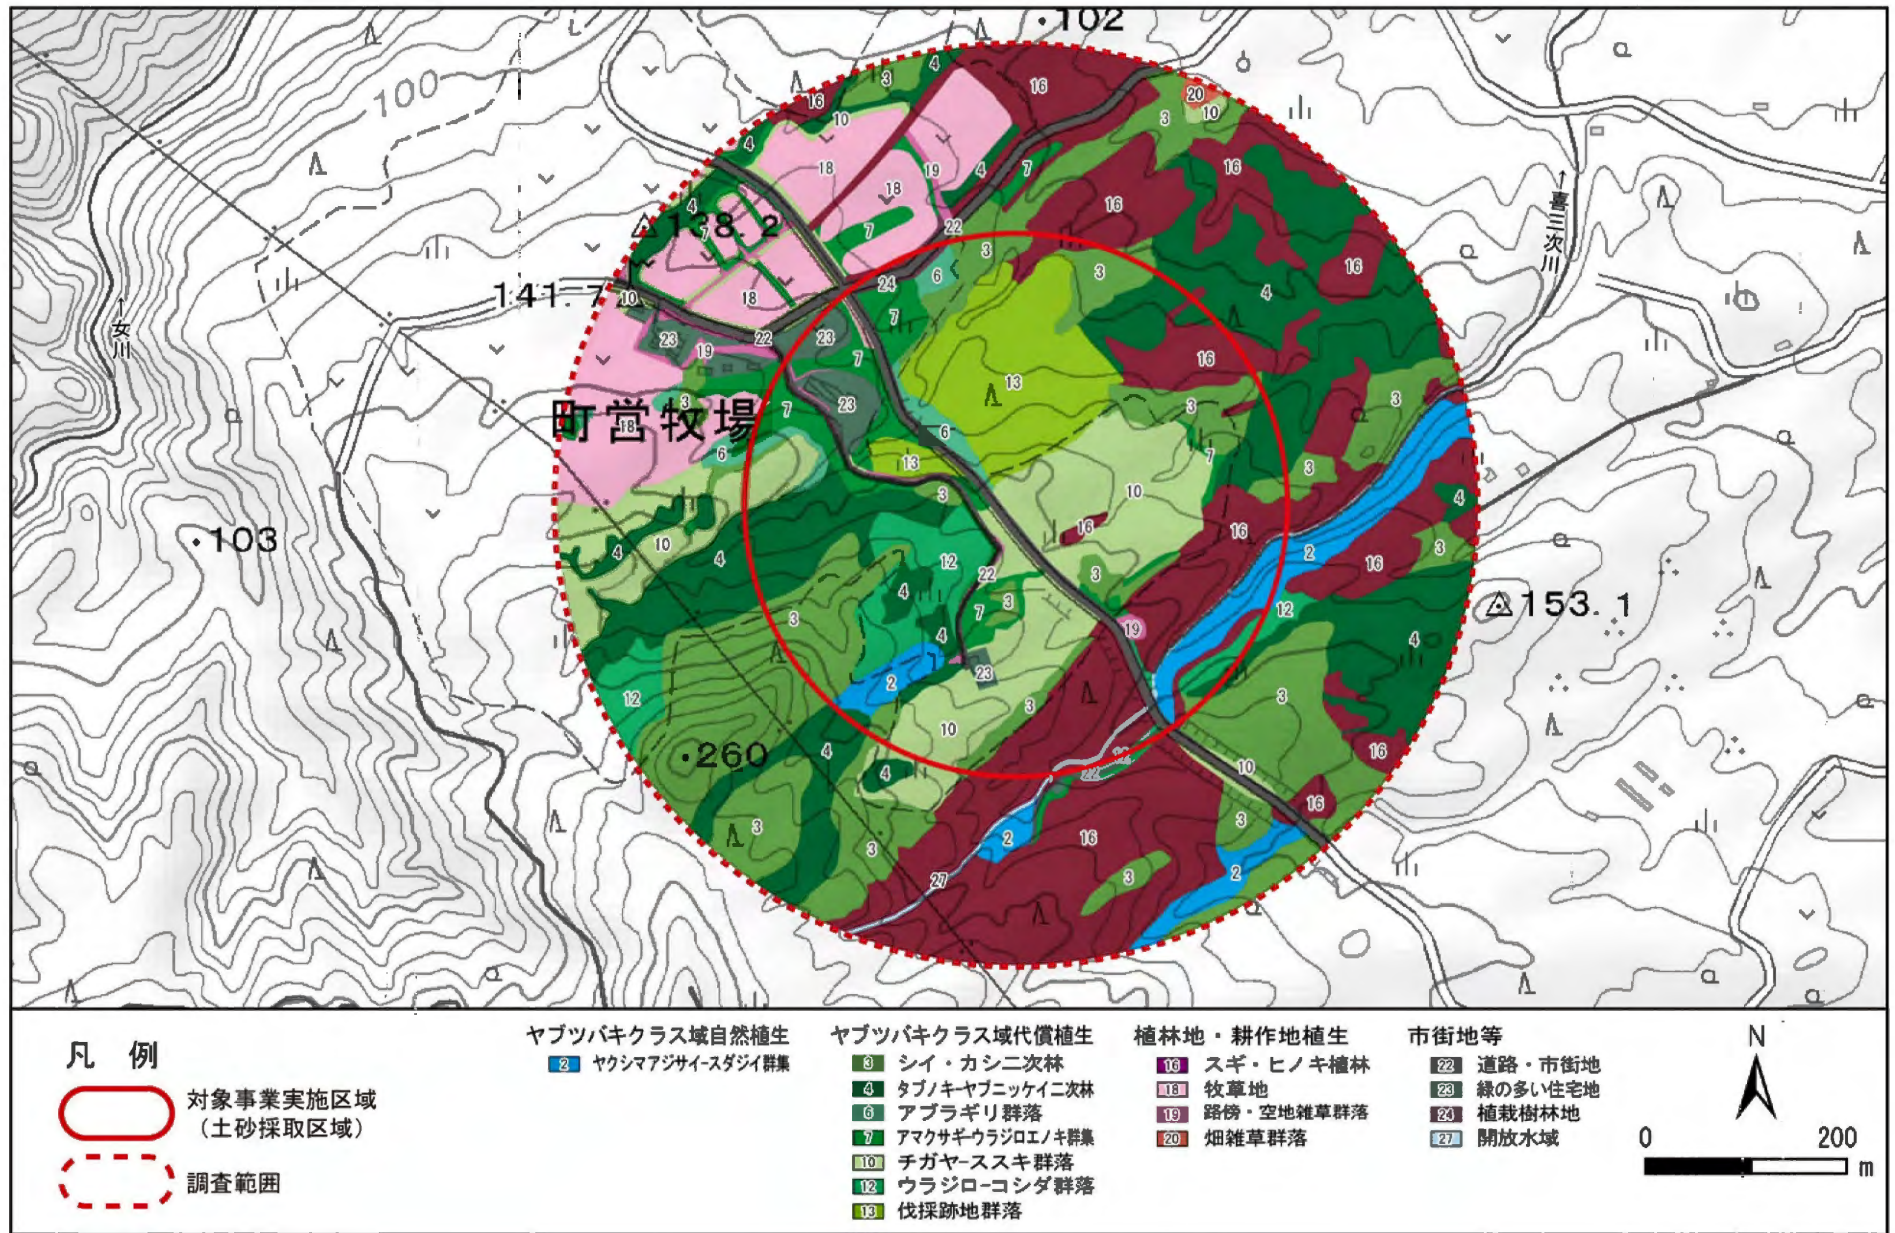 102
100
138.2
141.7
町営牧場
←女川
←喜三次川
103
260
153.1
凡 例
対象事業実施区域
(土砂採取区域)
調査範囲
ヤブツバキクラス域自然植生
2 ヤクシマアジサイースダジイ群集
ヤブツバキクラス域代償植生
3 シイ・カシ二次林
4 タブノキ-ヤブニッケイ二次林
6 アブラギリ群落
7 アマクサギ-ウラジロエノキ群集
10 チガヤ-ススキ群落
12 ウラジロ-コシダ群落
13 伐採跡地群落
植林地・耕作地植生
16 スギ・ヒノキ植林
18 牧草地
19 路傍・空地雑草群落
20 畑雑草群落
市街地等
22 道路・市街地
23 緑の多い住宅地
24 植栽樹林地
27 開放水域
N
0 200
m